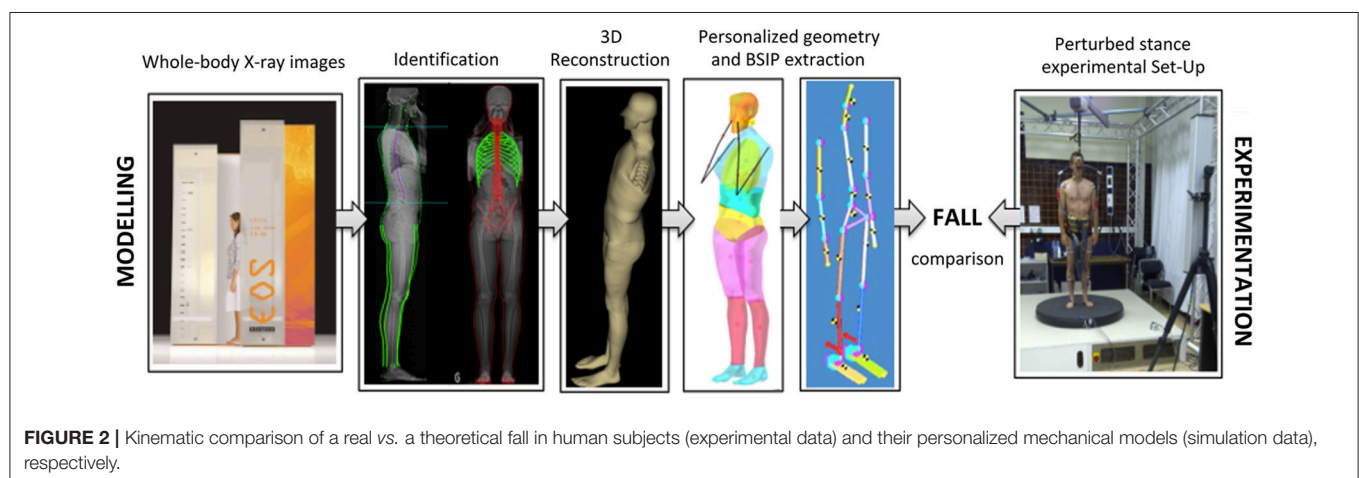 MODELLING
Whole-body X-ray images
Identification
3D
Reconstruction
Personalized geometry
and BSIP extraction
Perturbed stance
experimental Set-Up
EXPERIMENTATION
FALL
comparison
EOS
G
FIGURE 2 | Kinematic comparison of a real vs. a theoretical fall in human subjects (experimental data) and their personalized mechanical models (simulation data),
respectively.